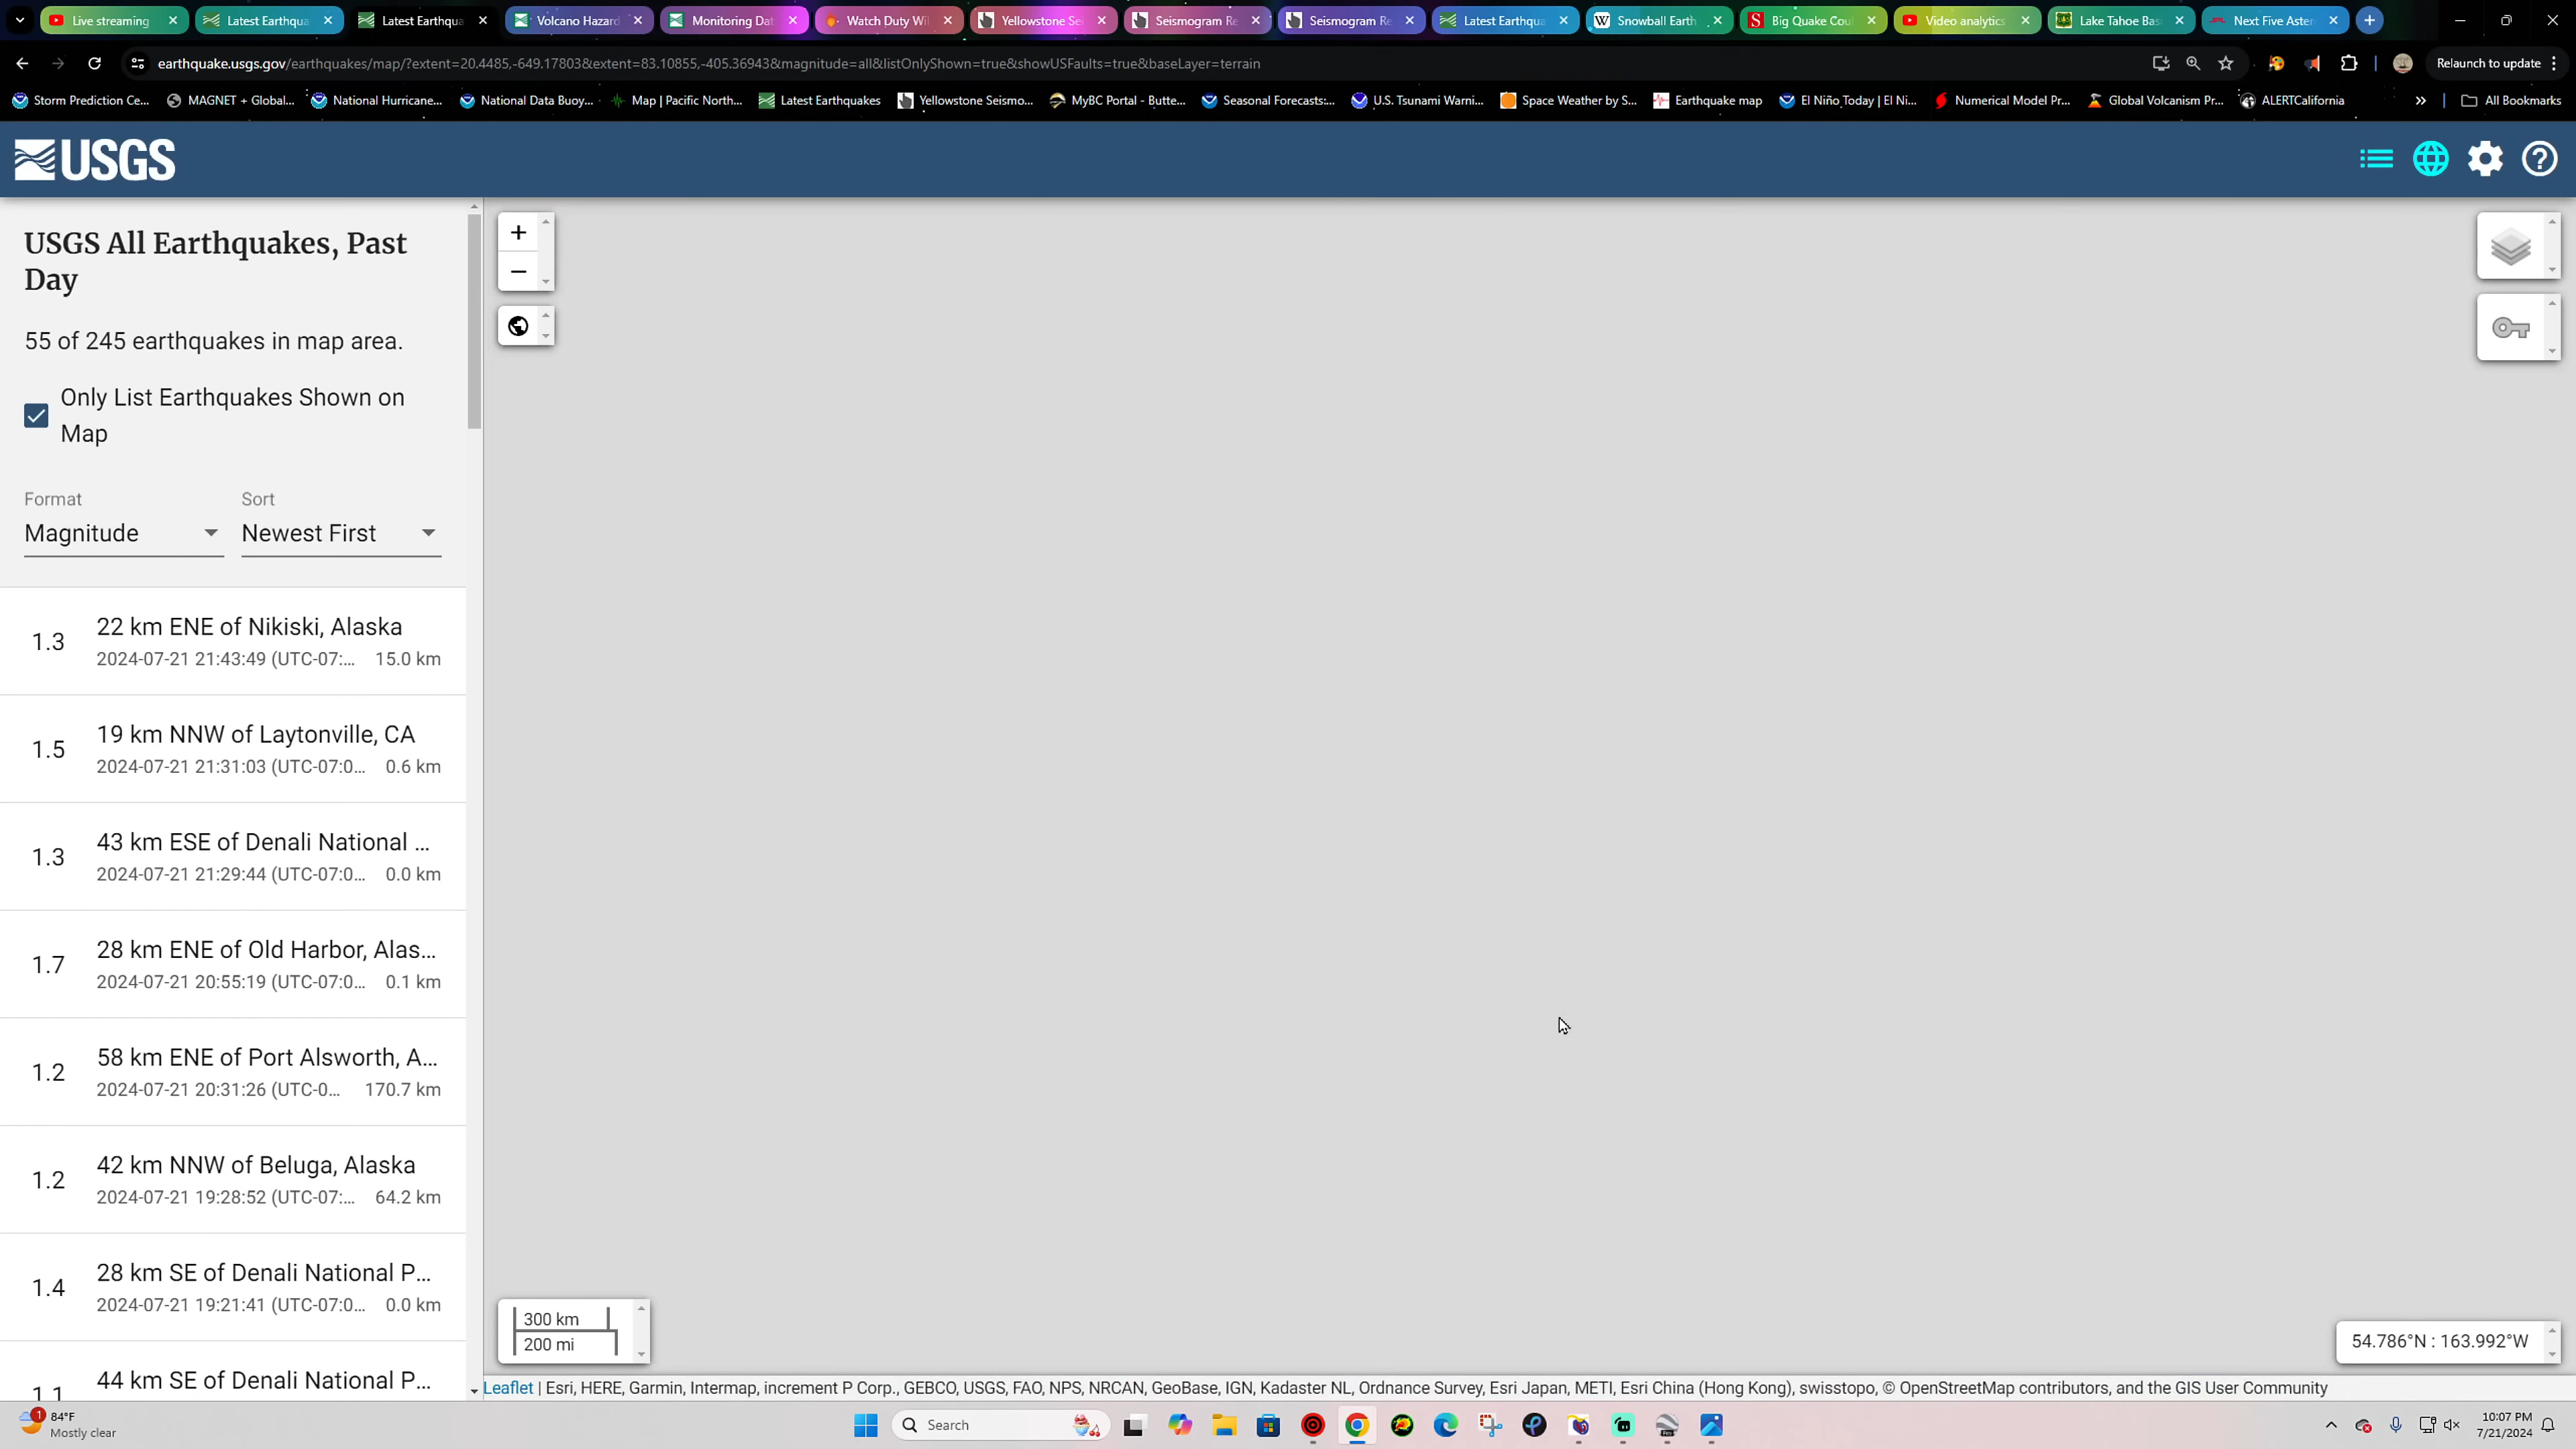 Live streaming
Latest Earthqua
Latest Earthqua
Volcano Hazard
Monitoring Dat
Watch Duty Wil
Yellowstone Sei
Seismogram Re
Seismogram Re
Latest Earthqua
Snowball Earth
Big Quake Coul
Video analytics
Lake Tahoe Bas
Next Five Aster
earthquake.usgs.gov/earthquakes/map/?extent=20.4485,-649.17803&extent=83.10855,-405.36943&magnitude=all&listOnlyShown=true&showUSFaults=true&baseLayer=terrain
Relaunch to update
Storm Prediction Ce...
MAGNET + Global...
National Hurricane...
National Data Buoy...
Map | Pacific North...
Latest Earthquakes
Yellowstone Seismo...
MyBC Portal - Butte...
Seasonal Forecasts:...
U.S. Tsunami Warni...
Space Weather by S...
Earthquake map
El Niño Today | El Ni...
Numerical Model Pr...
Global Volcanism Pr...
ALERTCalifornia
All Bookmarks
USGS
USGS All Earthquakes, Past
Day
55 of 245 earthquakes in map area.
Only List Earthquakes Shown on
Map
Format
Sort
Magnitude
Newest First
1.3
22 km ENE of Nikiski, Alaska
2024-07-21 21:43:49 (UTC-07:... 15.0 km
1.5
19 km NNW of Laytonville, CA
2024-07-21 21:31:03 (UTC-07:0... 0.6 km
1.3
43 km ESE of Denali National ...
2024-07-21 21:29:44 (UTC-07:0... 0.0 km
1.7
28 km ENE of Old Harbor, Alas...
2024-07-21 20:55:19 (UTC-07:0... 0.1 km
1.2
58 km ENE of Port Alsworth, A...
2024-07-21 20:31:26 (UTC-0... 170.7 km
1.2
42 km NNW of Beluga, Alaska
2024-07-21 19:28:52 (UTC-07:... 64.2 km
1.4
28 km SE of Denali National P...
2024-07-21 19:21:41 (UTC-07:0... 0.0 km
1.1
44 km SE of Denali National P...
300 km
200 mi
54.786°N : 163.992°W
Leaflet | Esri, HERE, Garmin, Intermap, increment P Corp., GEBCO, USGS, FAO, NPS, NRCAN, GeoBase, IGN, Kadaster NL, Ordnance Survey, Esri Japan, METI, Esri China (Hong Kong), swisstopo, © OpenStreetMap contributors, and the GIS User Community
1
84°F
Mostly clear
Search
10:07 PM
7/21/2024